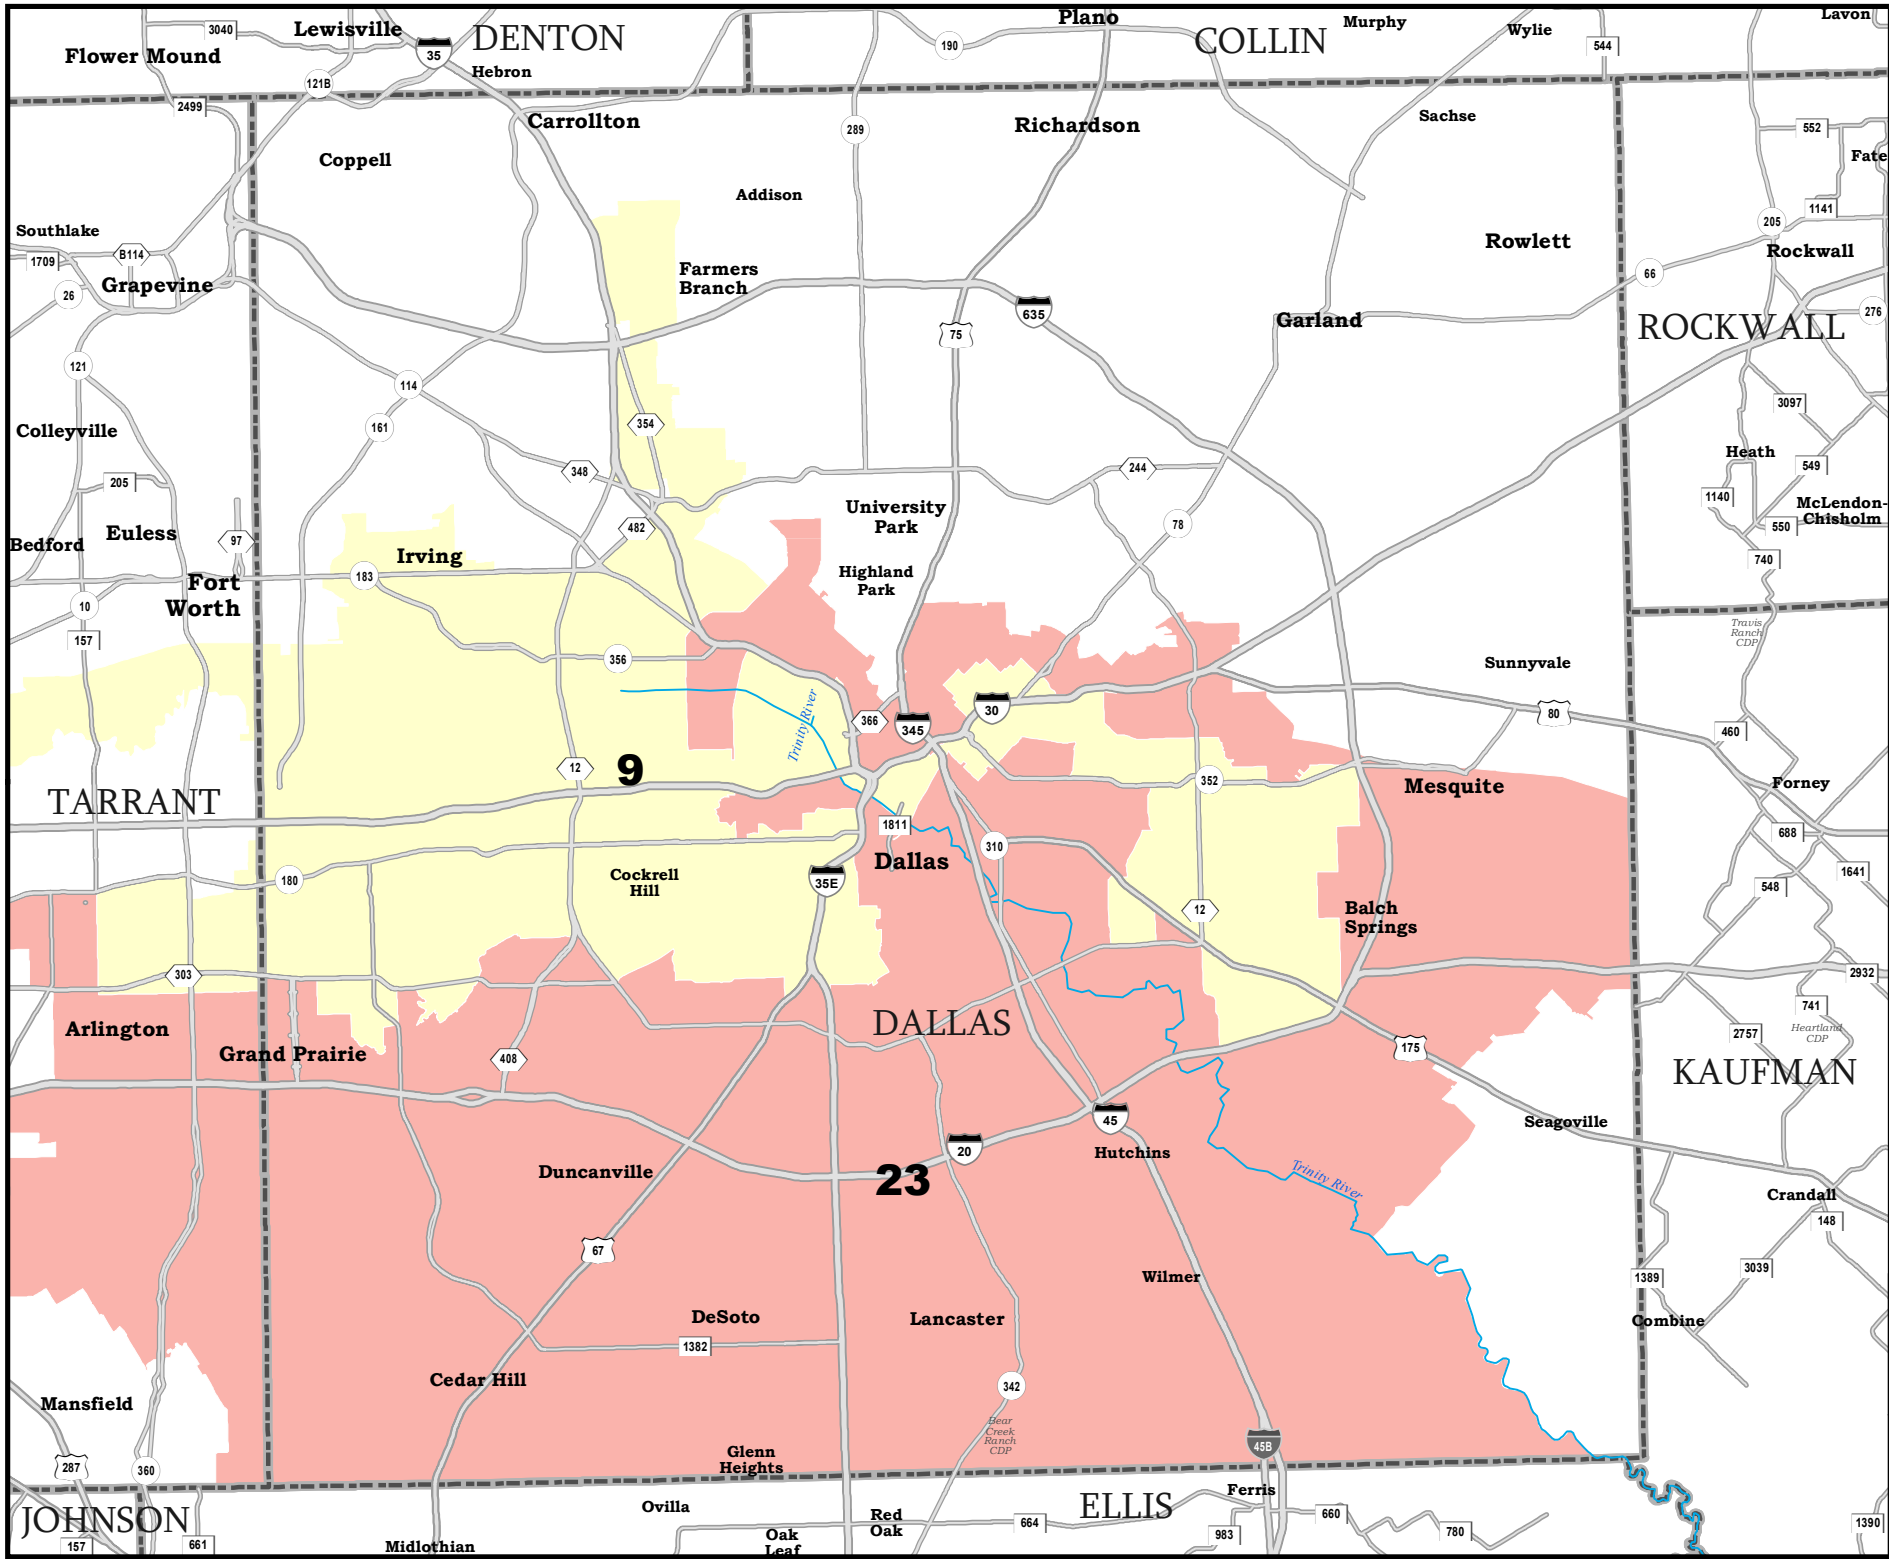 Lavon
Plano
Murphy
Lewisville
3040
DENTON
190
COLLIN
Wylie
544
Flower Mound
35
Hebron
121B
2499
Carrollton
289
Richardson
Sachse
552
Coppell
Fate
Addison
1141
205
Southlake
Rowlett
1709
B114
Rockwall
26
Grapevine
Farmers
Branch
66
635
276
75
Garland
ROCKWALL
121
114
3097
161
354
Colleyville
Heath
348
244
549
205
1140
University
Park
McLendon-
Chisholm
482
78
550
Bedford
Euless
97
Irving
740
183
Highland
Park
Fort
Worth
10
157
Travis
Ranch
CDP
356
Sunnyvale
Trinity River
30
366
345
80
460
9
12
352
Mesquite
Forney
TARRANT
1811
688
310
Dallas
180
Cockrell
Hill
35E
1641
548
12
Balch
Springs
303
2932
741
Arlington
DALLAS
2757
Heartland
CDP
Grand Prairie
408
175
KAUFMAN
45
Seagoville
20
Hutchins
Duncanville
23
Trinity River
Crandall
148
67
Wilmer
1389
3039
DeSoto
Lancaster
Combine
1382
Cedar Hill
342
Mansfield
Bear
Creek
Ranch
CDP
45B
Glenn
Heights
287
360
Ferris
JOHNSON
Ovilla
ELLIS
Red
Oak
664
660
1390
780
983
Oak
Leaf
157
661
Midlothian